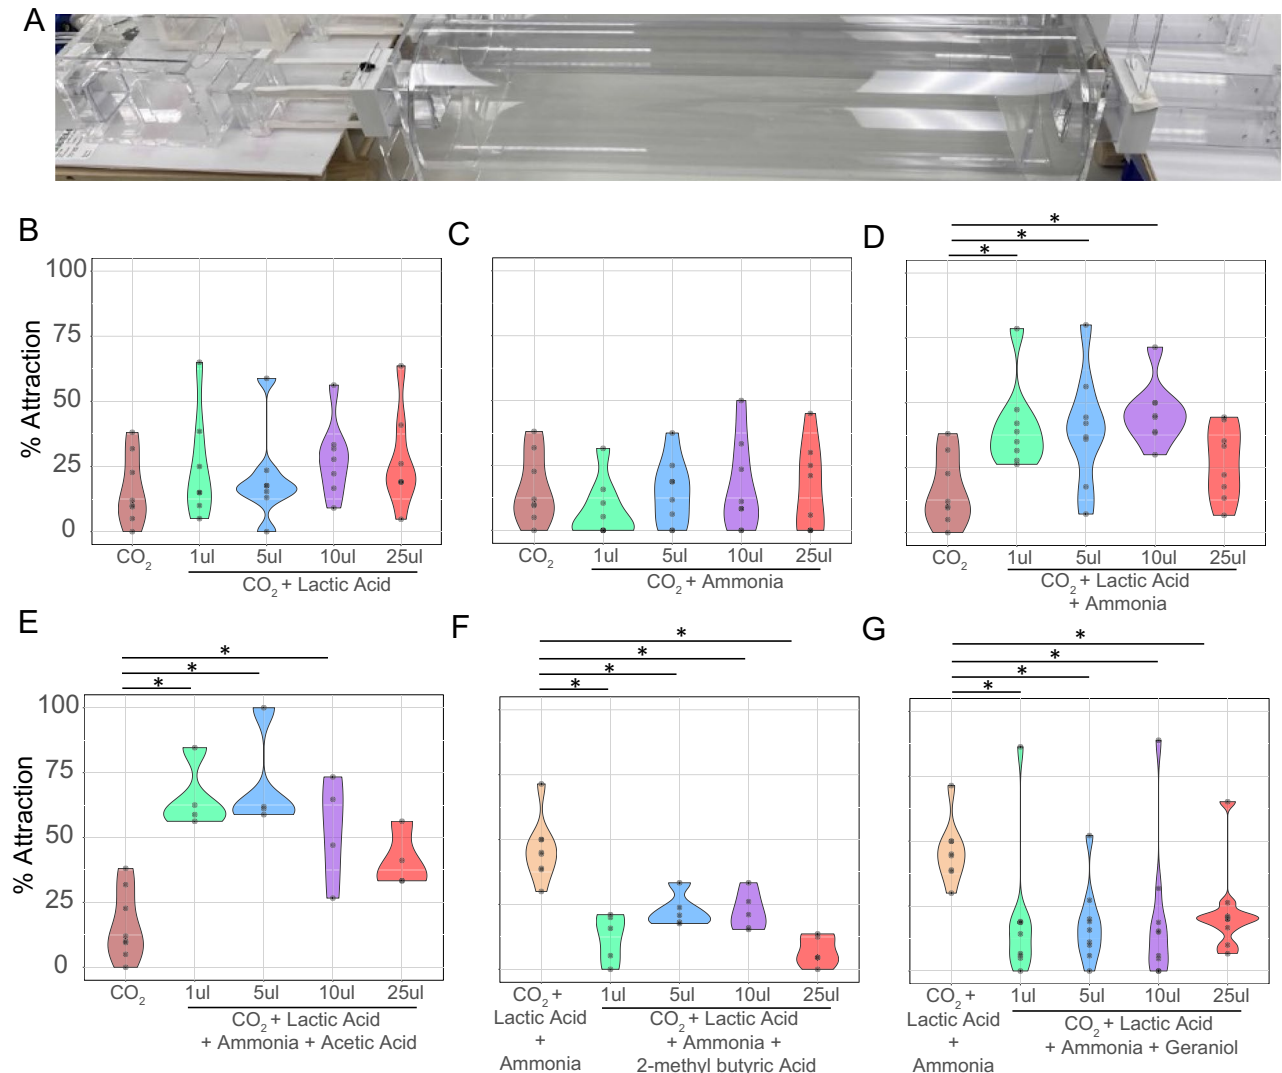 A
B
C
D
* 
*
*
% Attraction
100
75
50
25
0
CO2
1ul
5ul
10ul
25ul
CO2 + Lactic Acid
1ul
5ul
10ul
25ul
CO2 + Ammonia
CO2
1ul
5ul
10ul
25ul
CO2 + Lactic Acid
+ Ammonia
E
F
G
*
*
*
*
*
*
*
*
*
*
*
% Attraction
100
75
50
25
0
CO2
1ul
5ul
10ul
25ul
CO2 + Lactic Acid
+ Ammonia + Acetic Acid
CO2 +
Lactic Acid
+
Ammonia
1ul
5ul
10ul
25ul
CO2 + Lactic Acid
+ Ammonia +
2-methyl butyric Acid
CO2 +
Lactic Acid
+
Ammonia
1ul
5ul
10ul
25ul
CO2 + Lactic Acid
+ Ammonia + Geraniol